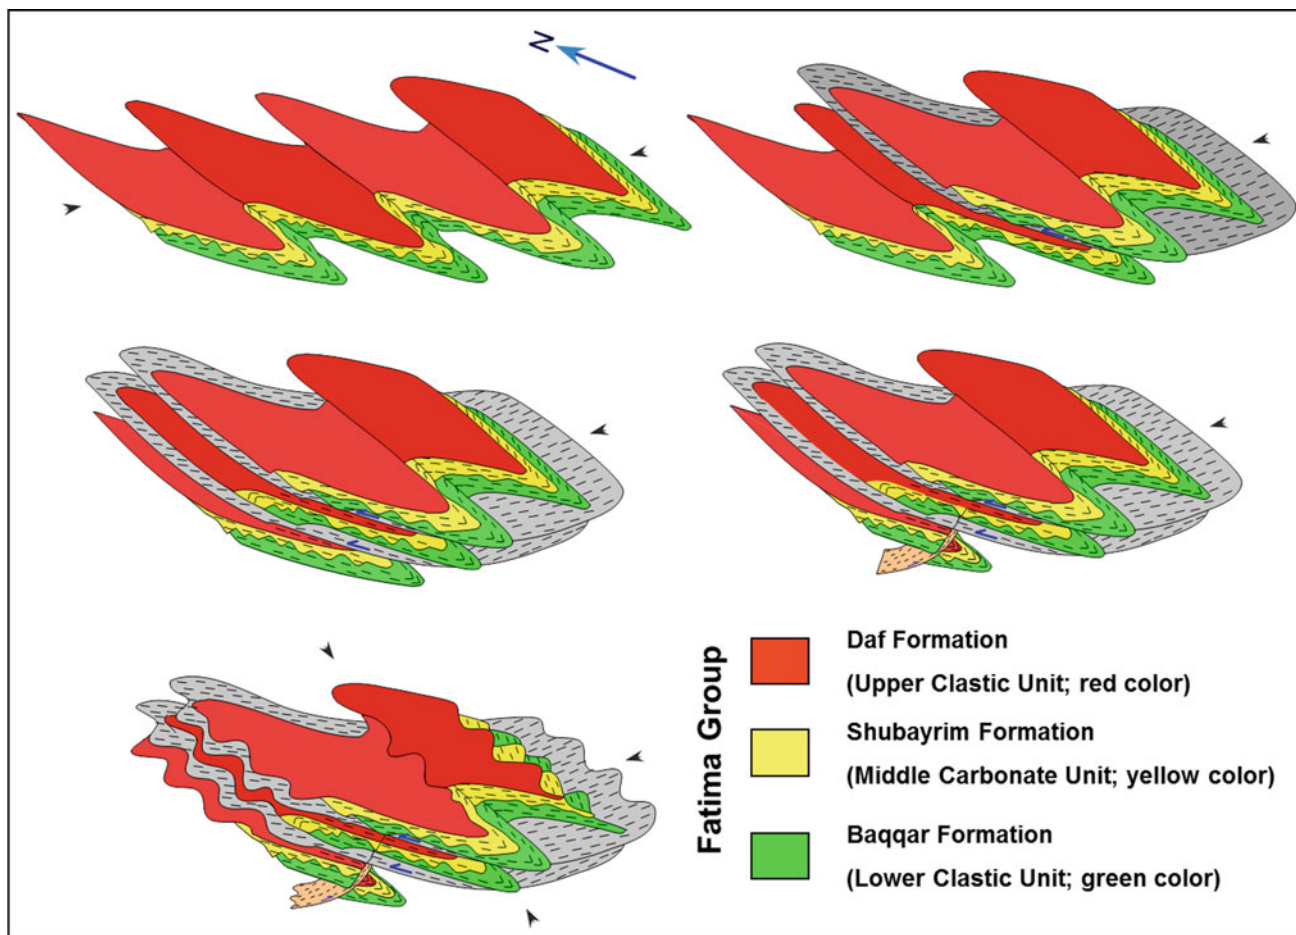 N
Fatima Group
Daf Formation
(Upper Clastic Unit; red color)
Shubayrim Formation
(Middle Carbonate Unit; yellow color)
Baqqar Formation
(Lower Clastic Unit; green color)